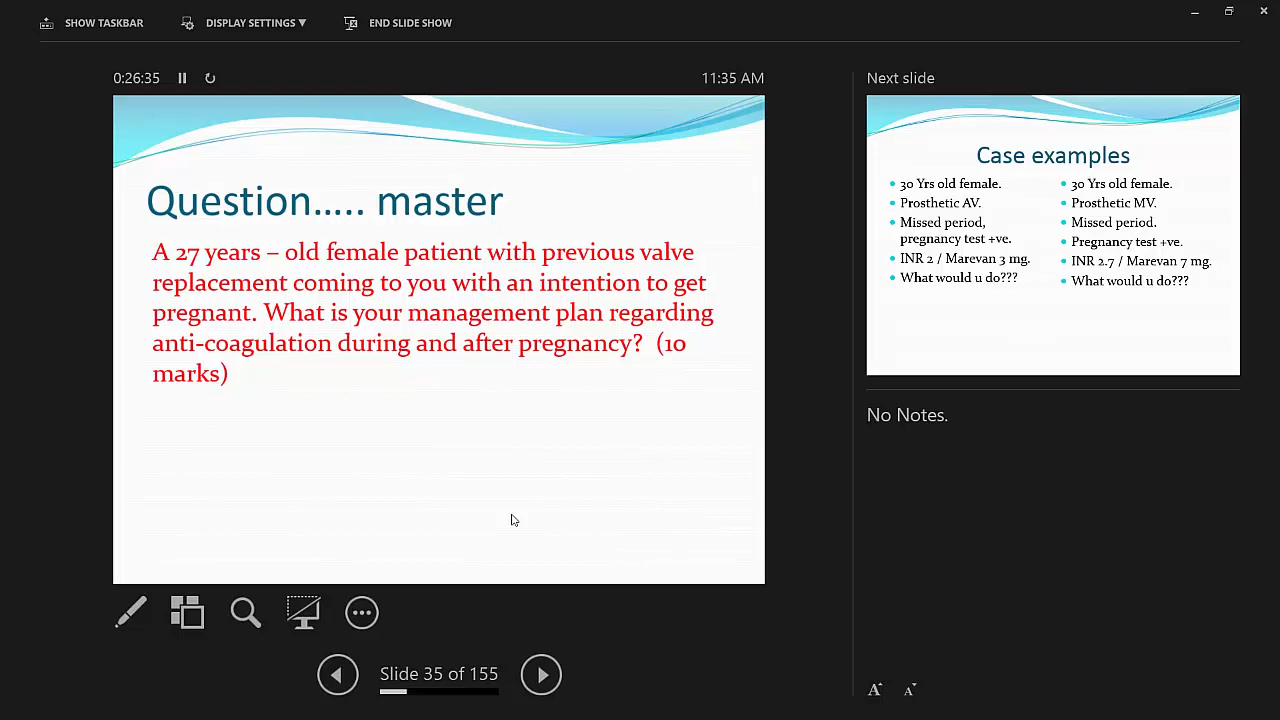 SHOW TASKBAR
DISPLAY SETTINGS ▼
END SLIDE SHOW
0:26:35
11:35 AM
Question….. master
A 27 years – old female patient with previous valve
replacement coming to you with an intention to get
pregnant. What is your management plan regarding
anti-coagulation during and after pregnancy? (10
marks)
Slide 35 of 155
Next slide
Case examples
• 30 Yrs old female.
• Prosthetic AV.
• Missed period,
pregnancy test +ve.
• INR 2 / Marevan 3 mg.
• What would u do???
• 30 Yrs old female.
• Prosthetic MV.
• Missed period.
• Pregnancy test +ve.
• INR 2.7 / Marevan 7 mg.
• What would u do???
No Notes.
A A